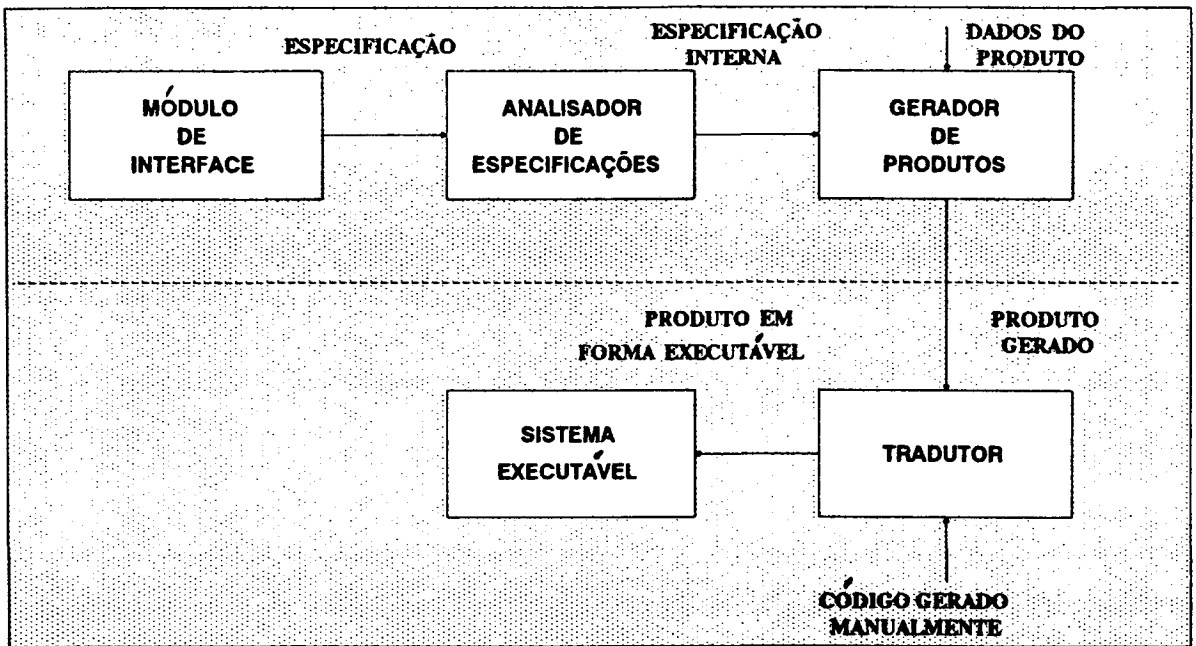 ESPECIFICAÇÃO
ESPECIFICAÇÃO
INTERNA
DADOS DO
PRODUTO
MÓDULO
DE
INTERFACE
ANALISADOR
DE
ESPECIFICAÇÕES
GERADOR
DE
PRODUTOS
PRODUTO EM
FORMA EXECUTÁVEL
PRODUTO
GERADO
SISTEMA
EXECUTÁVEL
TRADUTOR
CÓDIGO GERADO
MANUALMENTE